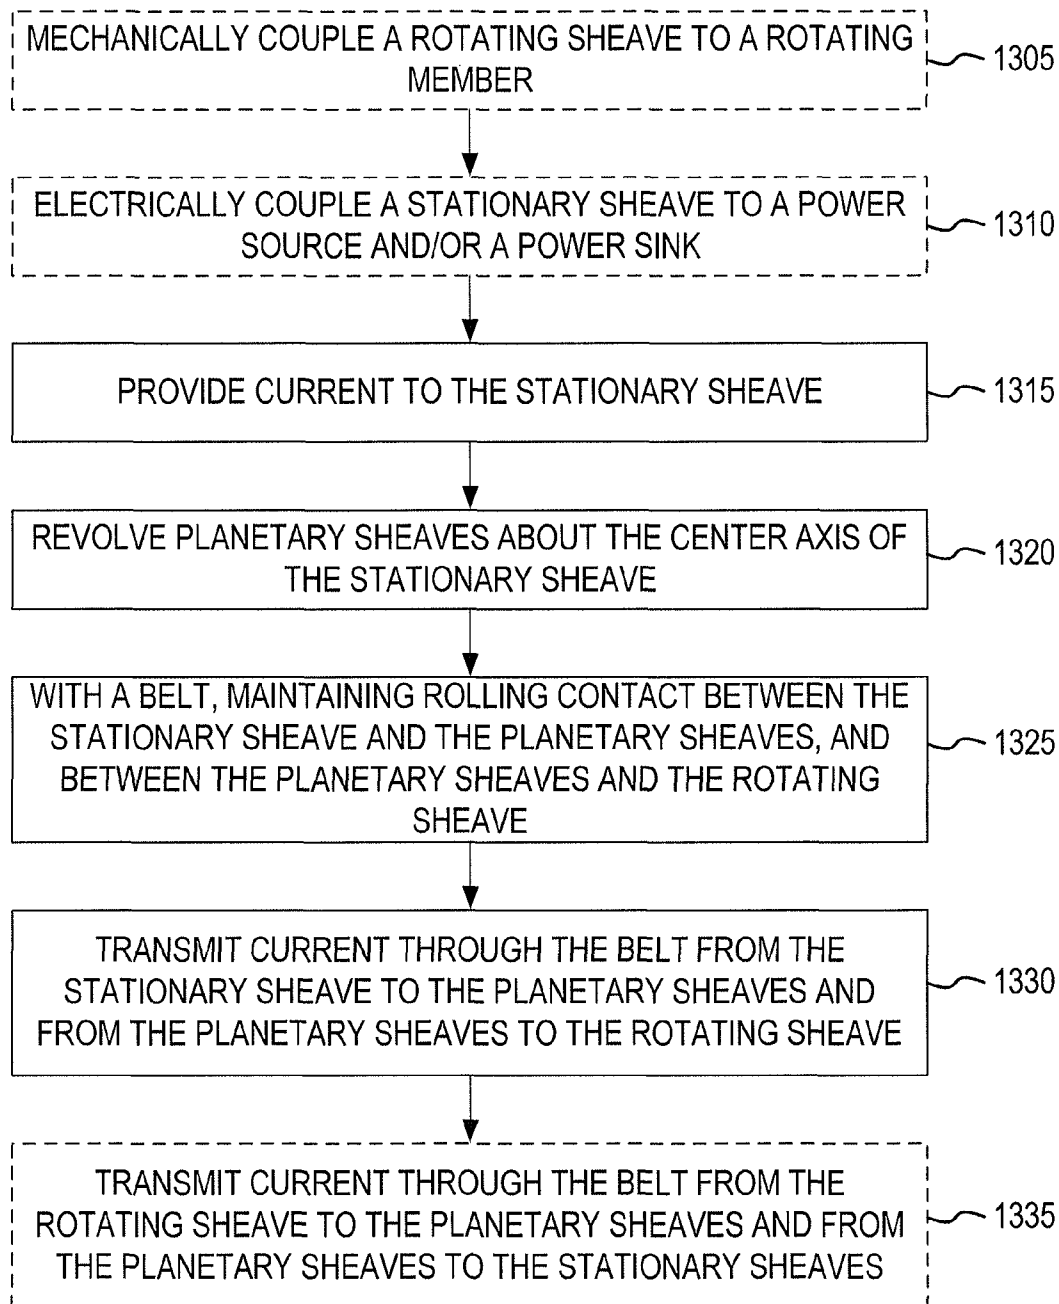 MECHANICALLY COUPLE A ROTATING SHEAVE TO A ROTATING
MEMBER
1305
ELECTRICALLY COUPLE A STATIONARY SHEAVE TO A POWER
SOURCE AND/OR A POWER SINK
1310
PROVIDE CURRENT TO THE STATIONARY SHEAVE
1315
REVOLVE PLANETARY SHEAVES ABOUT THE CENTER AXIS OF
THE STATIONARY SHEAVE
1320
WITH A BELT, MAINTAINING ROLLING CONTACT BETWEEN THE
STATIONARY SHEAVE AND THE PLANETARY SHEAVES, AND
BETWEEN THE PLANETARY SHEAVES AND THE ROTATING
SHEAVE
1325
TRANSMIT CURRENT THROUGH THE BELT FROM THE
STATIONARY SHEAVE TO THE PLANETARY SHEAVES AND
FROM THE PLANETARY SHEAVES TO THE ROTATING SHEAVE
1330
TRANSMIT CURRENT THROUGH THE BELT FROM THE
ROTATING SHEAVE TO THE PLANETARY SHEAVES AND FROM
THE PLANETARY SHEAVES TO THE STATIONARY SHEAVES
1335